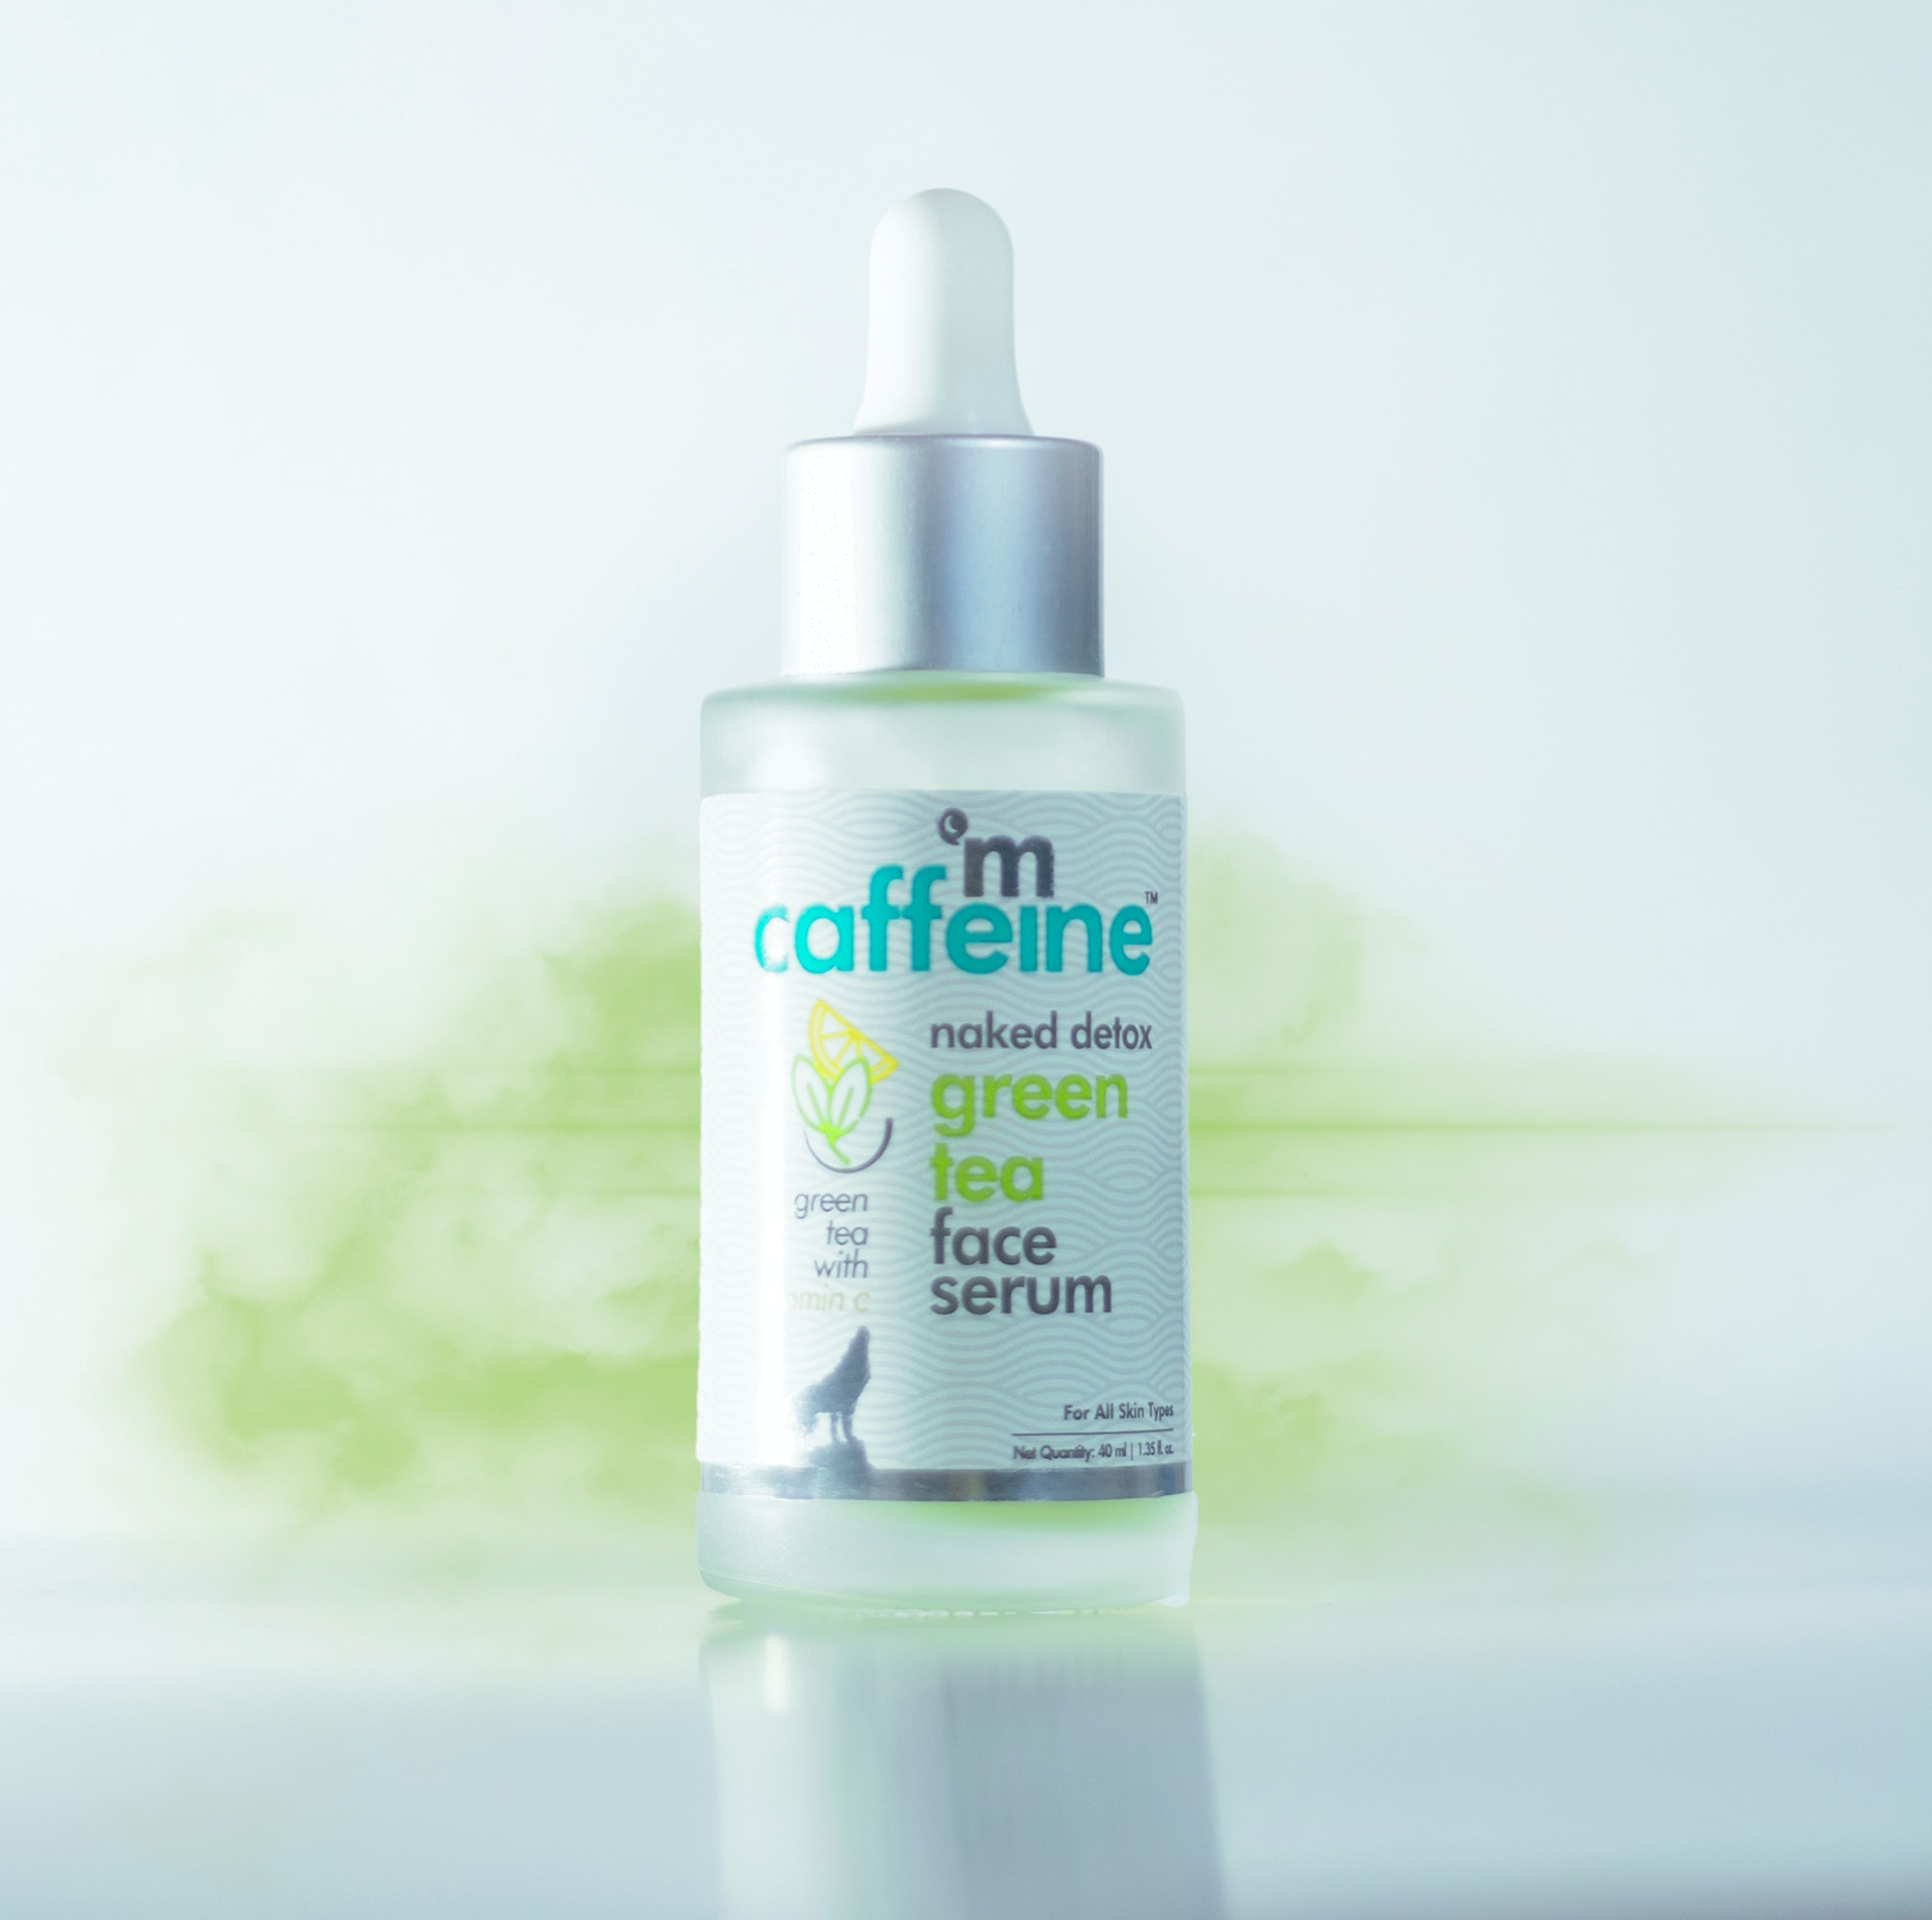 'm
caffeine™
naked detox
green
tea
face
serum
green
tea
with
amin c
For All Skin Types
Net Quantity: 40 ml | 1.35 fl. oz.